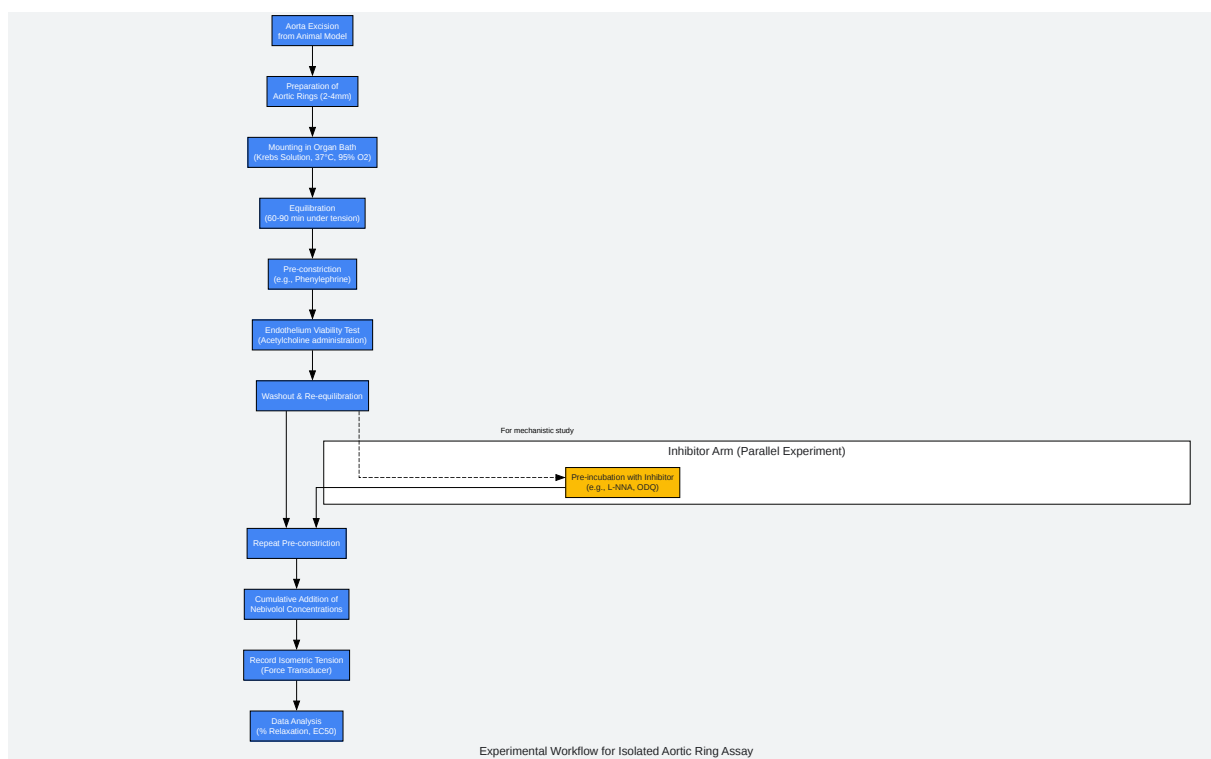 Aorta Excision
from Animal Model
Preparation of
Aortic Rings (2-4mm)
Mounting in Organ Bath
(Krebs Solution, 37°C, 95% O2)
Equilibration
(60-90 min under tension)
Pre-constriction
(e.g., Phenylephrine)
Endothelium Viability Test
(Acetylcholine administration)
Washout & Re-equilibration
For mechanistic study
Inhibitor Arm (Parallel Experiment)
Pre-incubation with Inhibitor
(e.g., L-NNA, ODQ)
Repeat Pre-constriction
Cumulative Addition of
Nebivolol Concentrations
Record Isometric Tension
(Force Transducer)
Data Analysis
(% Relaxation, EC50)
Experimental Workflow for Isolated Aortic Ring Assay